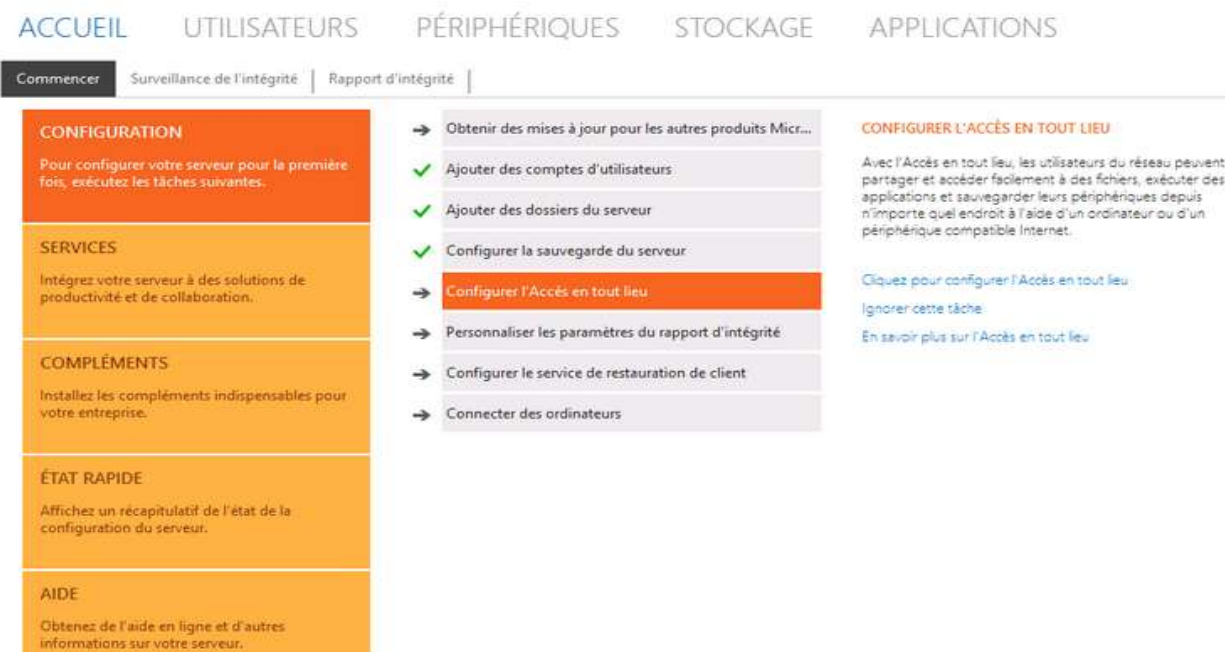 ACCUEIL UTILISATEURS PÉRIPHÉRIQUES STOCKAGE APPLICATIONS
Commencer Surveillance de l'intégrité Rapport d'intégrité
CONFIGURATION
Pour configurer votre serveur pour la première
fois, exécutez les tâches suivantes.
SERVICES
Intégrez votre serveur à des solutions de
productivité et de collaboration.
COMPLÉMENTS
Installez les compléments indispensables pour
votre entreprise.
ÉTAT RAPIDE
Affichez un récapitulatif de l'état de la
configuration du serveur.
AIDE
Obtenez de l'aide en ligne et d'autres
informations sur votre serveur.
Obtenir des mises à jour pour les autres produits Micr...
Ajouter des comptes d'utilisateurs
Ajouter des dossiers du serveur
Configurer la sauvegarde du serveur
Configurer l'Accès en tout lieu
Personnaliser les paramètres du rapport d'intégrité
Configurer le service de restauration de client
Connecter des ordinateurs
CONFIGURER L'ACCÈS EN TOUT LIEU
Avec l'Accès en tout lieu, les utilisateurs du réseau peuvent
partager et accéder facilement à des fichiers, exécuter des
applications et sauvegarder leurs périphériques depuis
n'importe quel endroit à l'aide d'un ordinateur ou d'un
périphérique compatible Internet.
Cliquez pour configurer l'Accès en tout lieu
Ignorer cette tâche
En savoir plus sur l'Accès en tout lieu